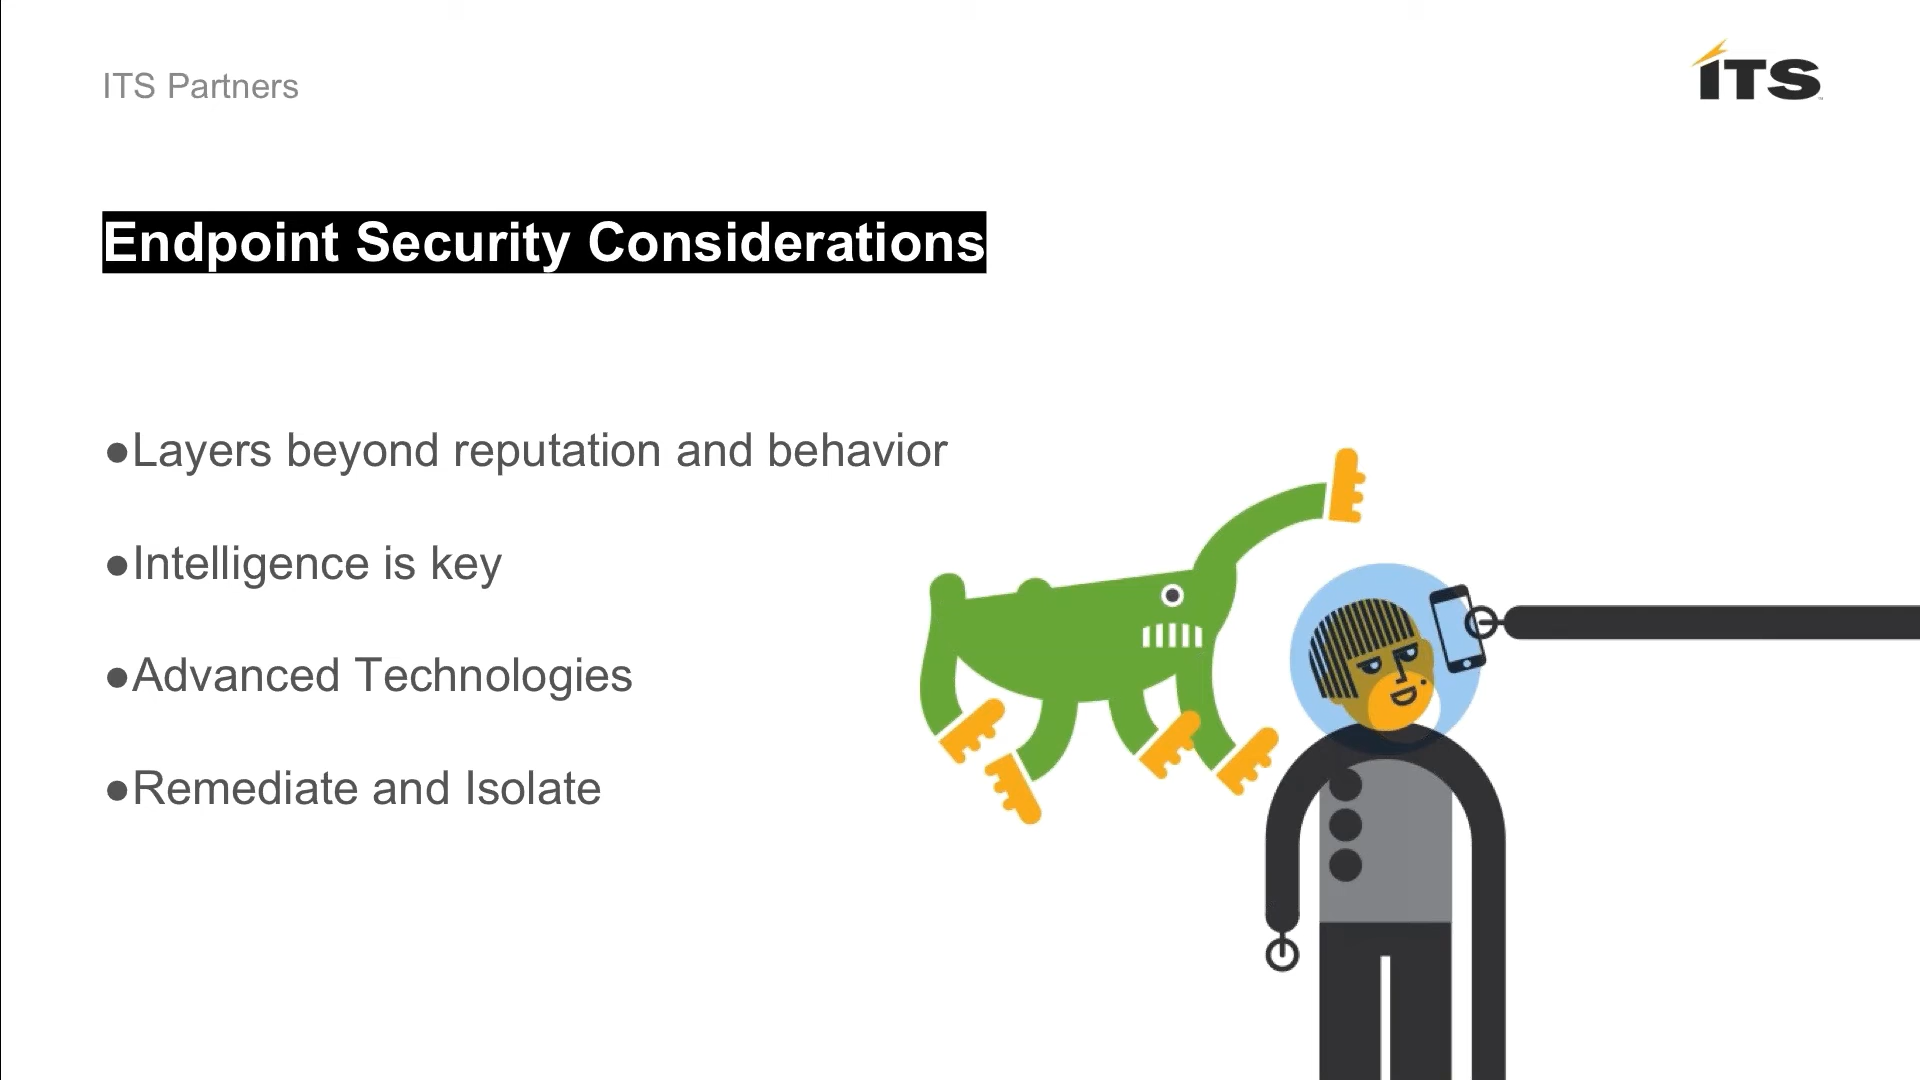 ITS Partners
ITS
Endpoint Security Considerations
●Layers beyond reputation and behavior
●Intelligence is key
●Advanced Technologies
●Remediate and Isolate